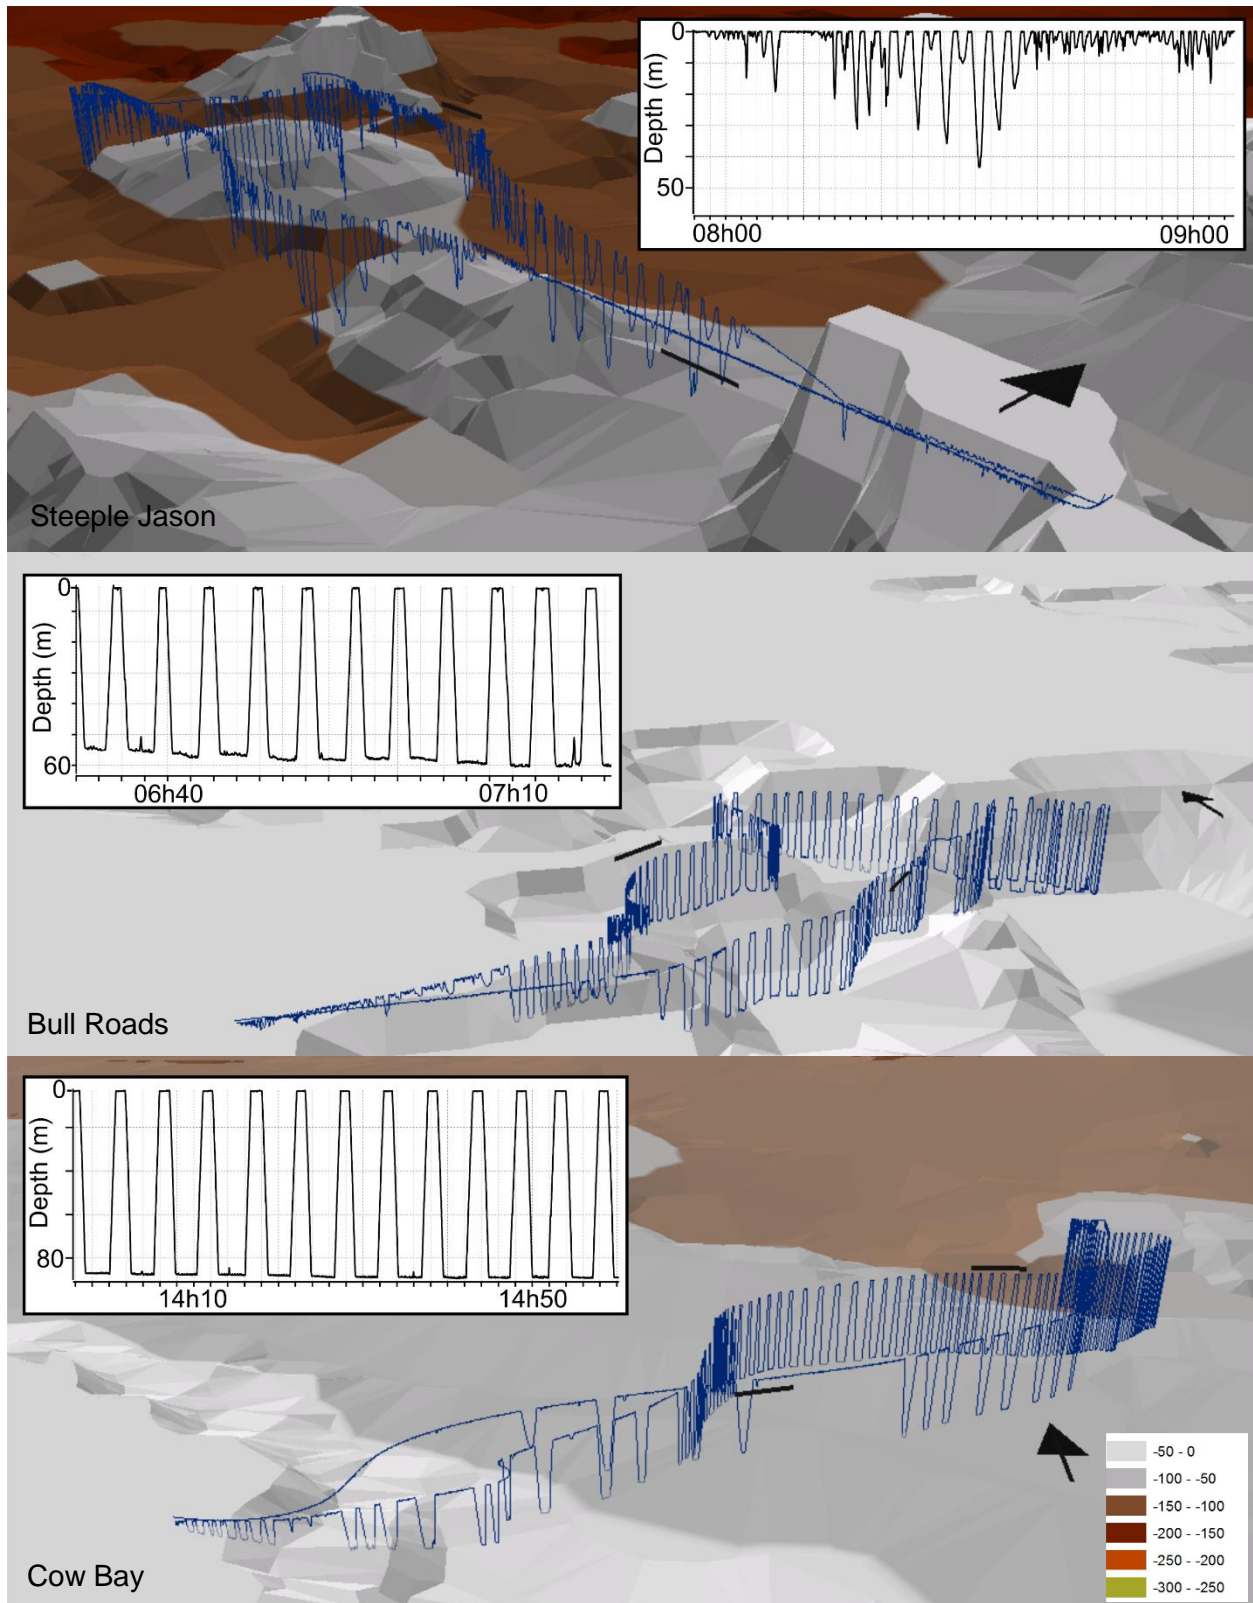 0
Depth (m)
50
08h00 09h00
Steeple Jason
0
Depth (m)
60
06h40 07h10
Bull Roads
0
Depth (m)
80
14h10 14h50
-50 - 0
-100 - -50
-150 - -100
-200 - -150
-250 - -200
-300 - -250
Cow Bay